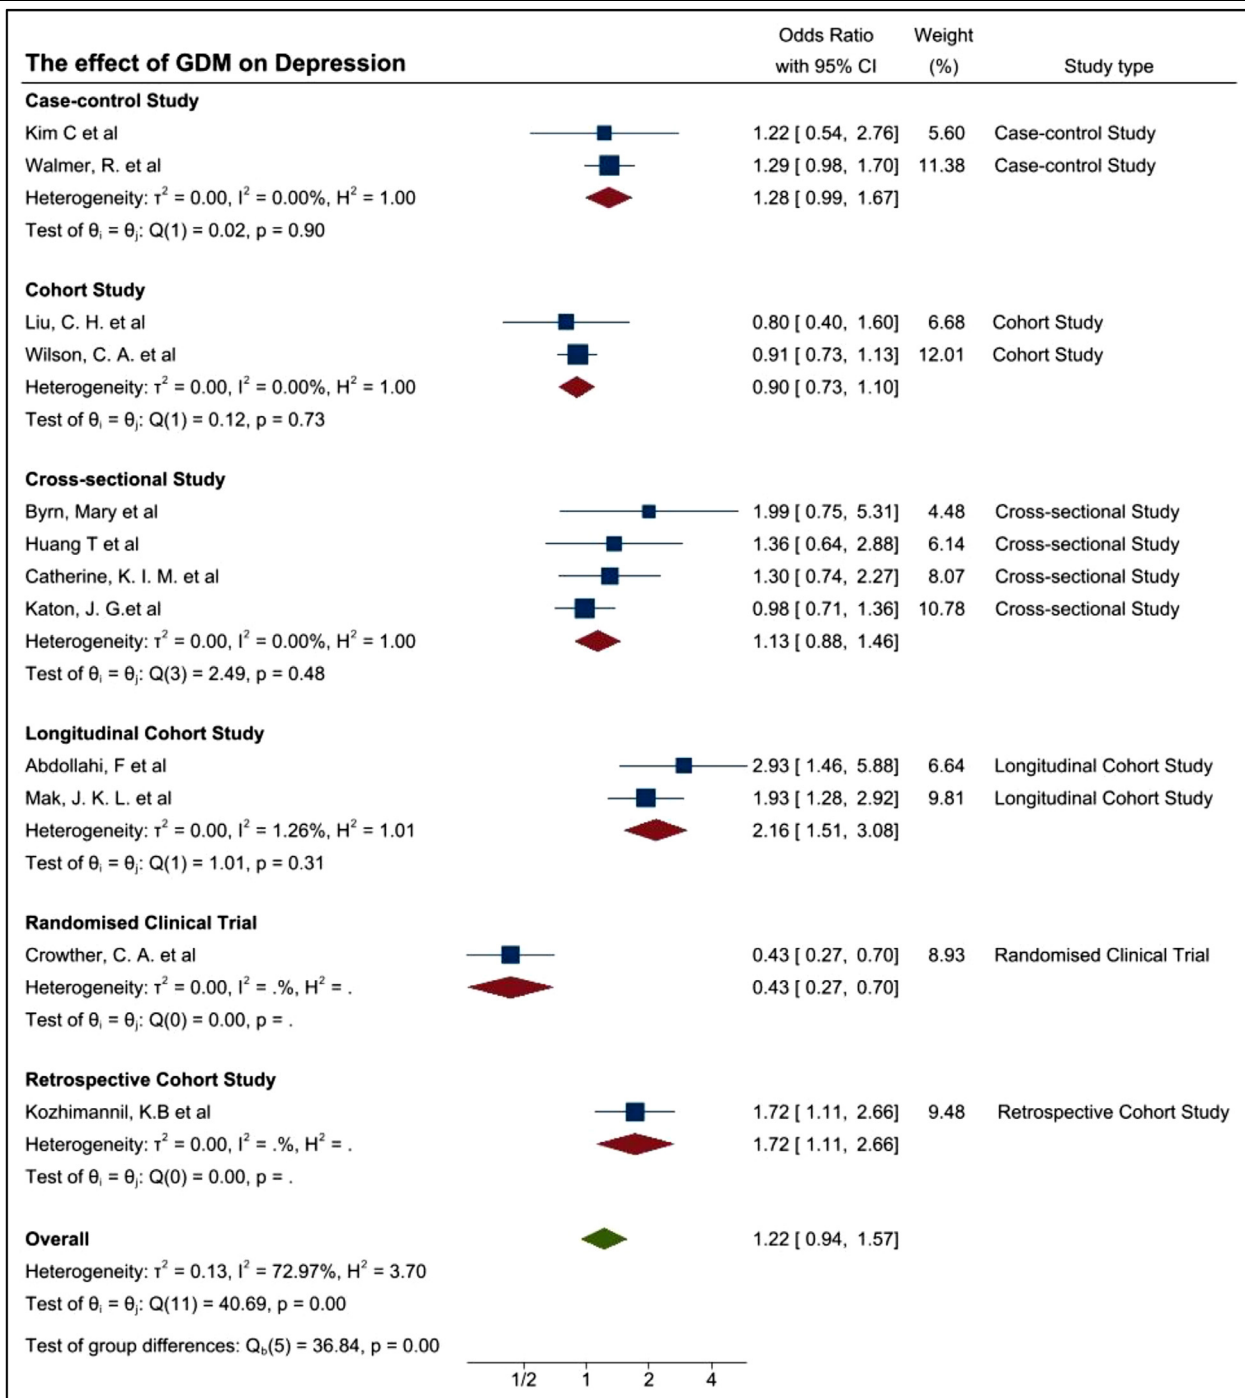 Odds Ratio Weight
The effect of GDM on Depression with 95% CI (%) Study type
Case-control Study
Kim C et al 1.22 [ 0.54, 2.76] 5.60 Case-control Study
Walmer, R. et al 1.29 [ 0.98, 1.70] 11.38 Case-control Study
Heterogeneity: τ² = 0.00, I² = 0.00%, H² = 1.00 1.28 [ 0.99, 1.67]
Test of θᵢ = θⱼ: Q(1) = 0.02, p = 0.90
Cohort Study
Liu, C. H. et al 0.80 [ 0.40, 1.60] 6.68 Cohort Study
Wilson, C. A. et al 0.91 [ 0.73, 1.13] 12.01 Cohort Study
Heterogeneity: τ² = 0.00, I² = 0.00%, H² = 1.00 0.90 [ 0.73, 1.10]
Test of θᵢ = θⱼ: Q(1) = 0.12, p = 0.73
Cross-sectional Study
Byrn, Mary et al 1.99 [ 0.75, 5.31] 4.48 Cross-sectional Study
Huang T et al 1.36 [ 0.64, 2.88] 6.14 Cross-sectional Study
Catherine, K. I. M. et al 1.30 [ 0.74, 2.27] 8.07 Cross-sectional Study
Katon, J. G.et al 0.98 [ 0.71, 1.36] 10.78 Cross-sectional Study
Heterogeneity: τ² = 0.00, I² = 0.00%, H² = 1.00 1.13 [ 0.88, 1.46]
Test of θᵢ = θⱼ: Q(3) = 2.49, p = 0.48
Longitudinal Cohort Study
Abdollahi, F et al 2.93 [ 1.46, 5.88] 6.64 Longitudinal Cohort Study
Mak, J. K. L. et al 1.93 [ 1.28, 2.92] 9.81 Longitudinal Cohort Study
Heterogeneity: τ² = 0.00, I² = 1.26%, H² = 1.01 2.16 [ 1.51, 3.08]
Test of θᵢ = θⱼ: Q(1) = 1.01, p = 0.31
Randomised Clinical Trial
Crowther, C. A. et al 0.43 [ 0.27, 0.70] 8.93 Randomised Clinical Trial
Heterogeneity: τ² = 0.00, I² = .%, H² = . 0.43 [ 0.27, 0.70]
Test of θᵢ = θⱼ: Q(0) = 0.00, p = .
Retrospective Cohort Study
Kozhimannil, K.B et al 1.72 [ 1.11, 2.66] 9.48 Retrospective Cohort Study
Heterogeneity: τ² = 0.00, I² = .%, H² = . 1.72 [ 1.11, 2.66]
Test of θᵢ = θⱼ: Q(0) = 0.00, p = .
Overall 1.22 [ 0.94, 1.57]
Heterogeneity: τ² = 0.13, I² = 72.97%, H² = 3.70
Test of θᵢ = θⱼ: Q(11) = 40.69, p = 0.00
Test of group differences: Q_b(5) = 36.84, p = 0.00
1/2 1 2 4